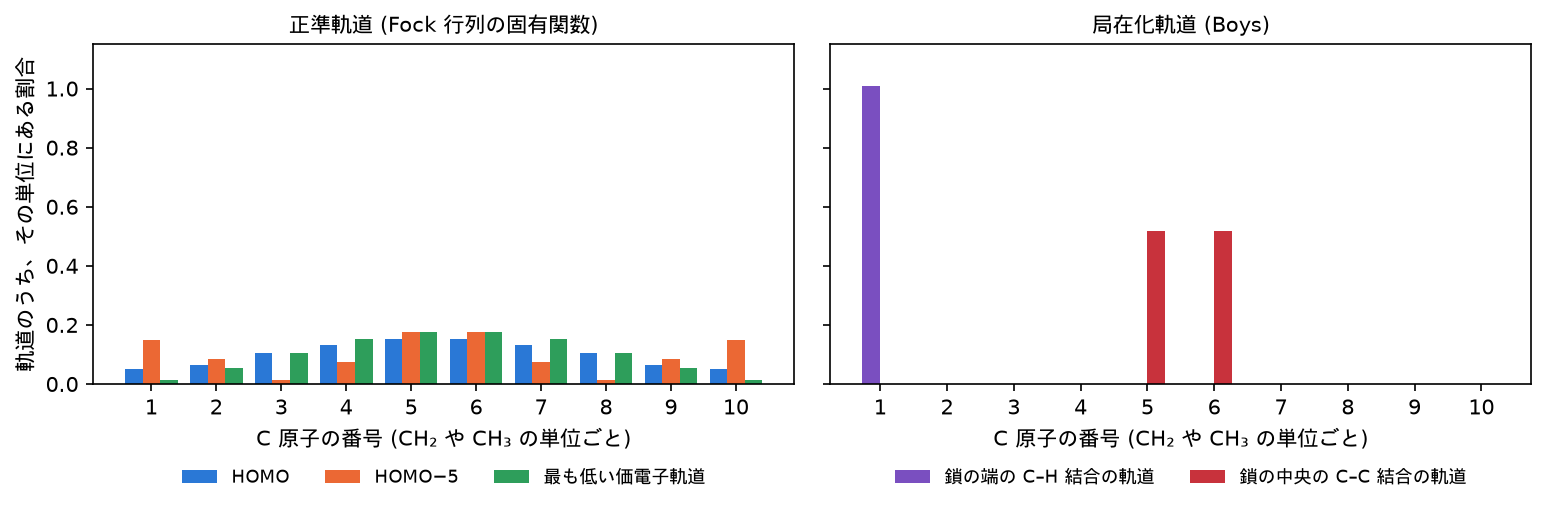 正準軌道 (Fock 行列の固有関数)
軌道のうち、その単位にある割合
1.0
0.8
0.6
0.4
0.2
0.0
1 2 3 4 5 6 7 8 9 10
C 原子の番号 (CH₂ や CH₃ の単位ごと)
HOMO HOMO−5 最も低い価電子軌道
局在化軌道 (Boys)
1 2 3 4 5 6 7 8 9 10
C 原子の番号 (CH₂ や CH₃ の単位ごと)
鎖の端の C–H 結合の軌道 鎖の中央の C–C 結合の軌道